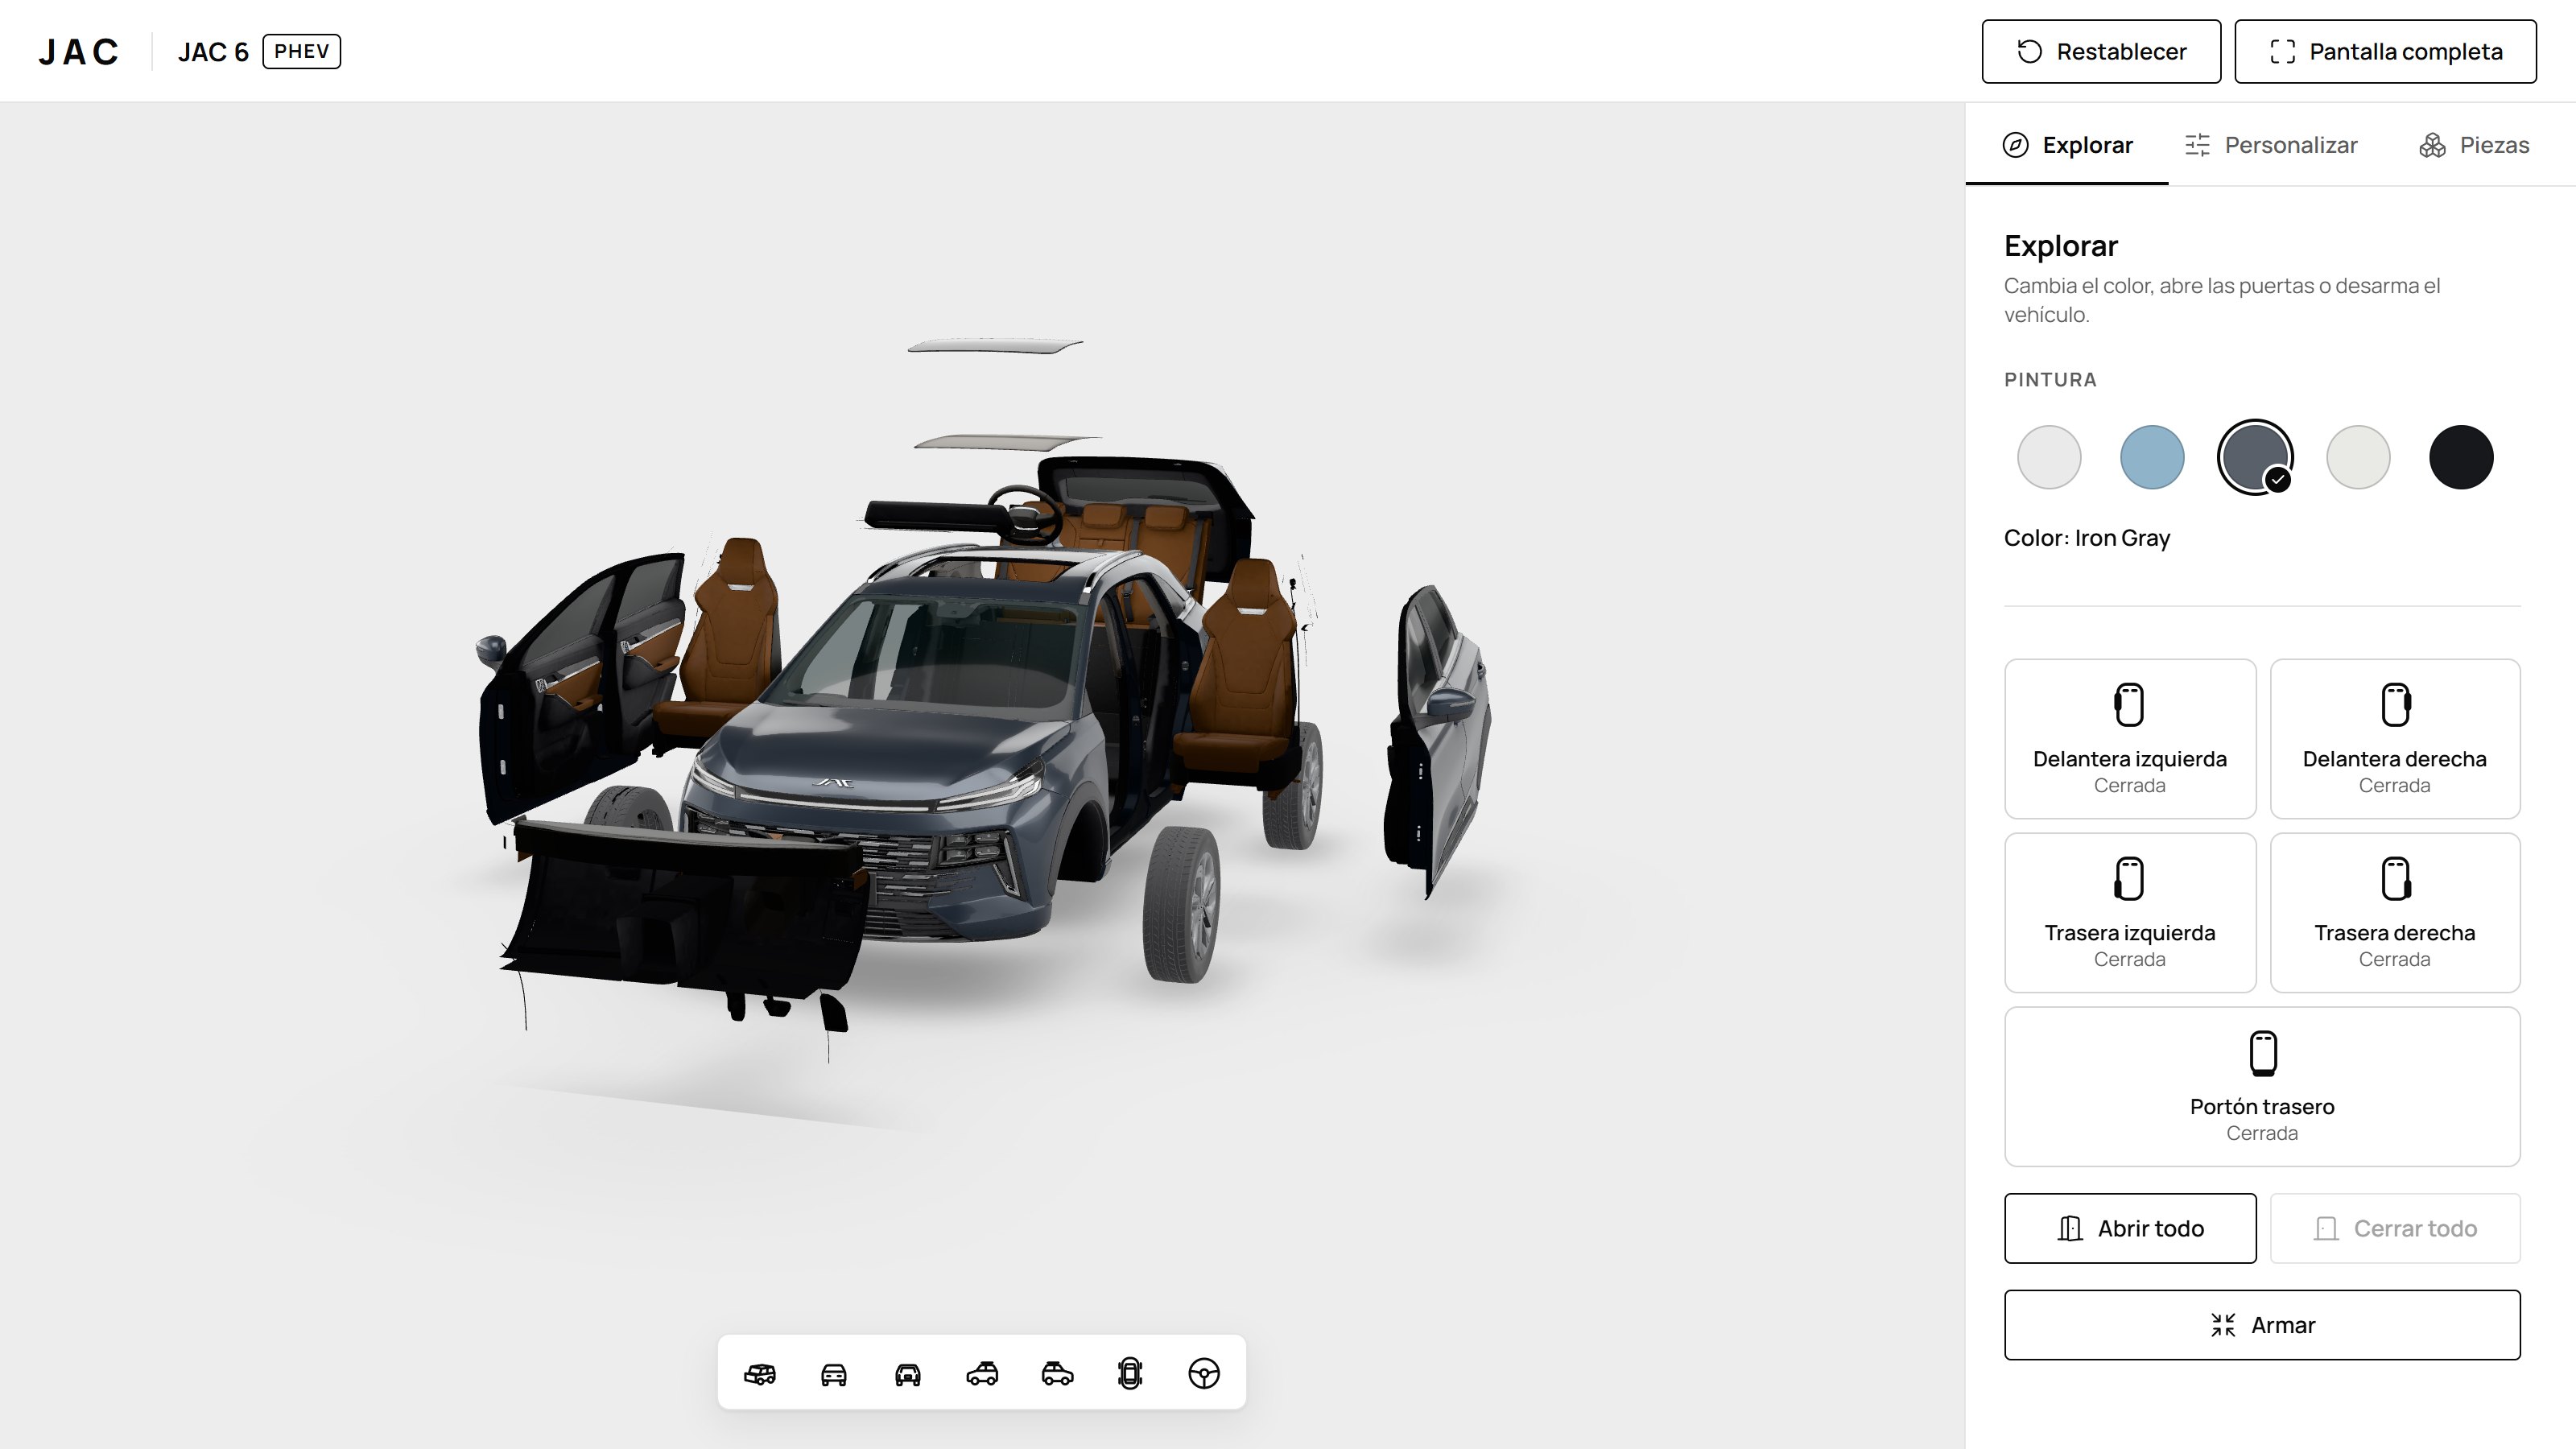 JAC
JAC 6 PHEV
Restablecer
Pantalla completa
Explorar
Personalizar
Piezas
Explorar
Cambia el color, abre las puertas o desarma el
vehículo.
PINTURA
Color: Iron Gray
JAC
Delantera izquierda
Cerrada
Delantera derecha
Cerrada
Trasera izquierda
Cerrada
Trasera derecha
Cerrada
Portón trasero
Cerrada
Abrir todo
Cerrar todo
Armar